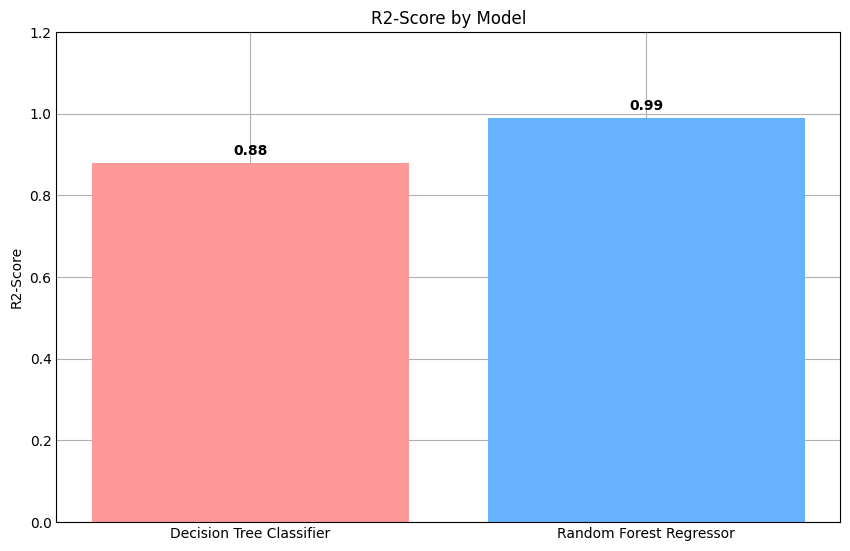 R2-Score by Model
1.2
1.0
0.8
0.6
0.4
0.2
0.0
R2-Score
0.88
0.99
Decision Tree Classifier
Random Forest Regressor